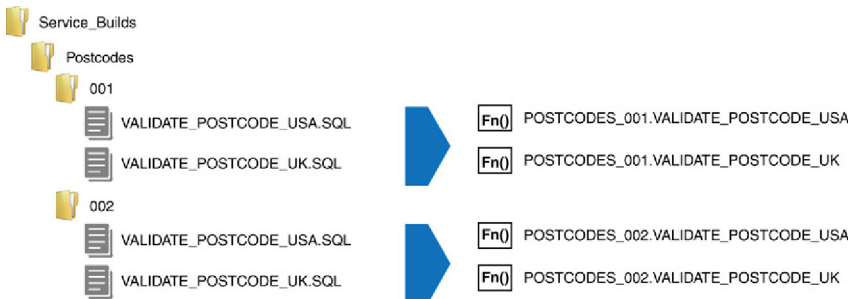 Service_Builds
Postcodes
001
VALIDATE_POSTCODE_USA.SQL
Fn() POSTCODES_001.VALIDATE_POSTCODE_USA
VALIDATE_POSTCODE_UK.SQL
Fn() POSTCODES_001.VALIDATE_POSTCODE_UK
002
VALIDATE_POSTCODE_USA.SQL
Fn() POSTCODES_002.VALIDATE_POSTCODE_USA
VALIDATE_POSTCODE_UK.SQL
Fn() POSTCODES_002.VALIDATE_POSTCODE_UK